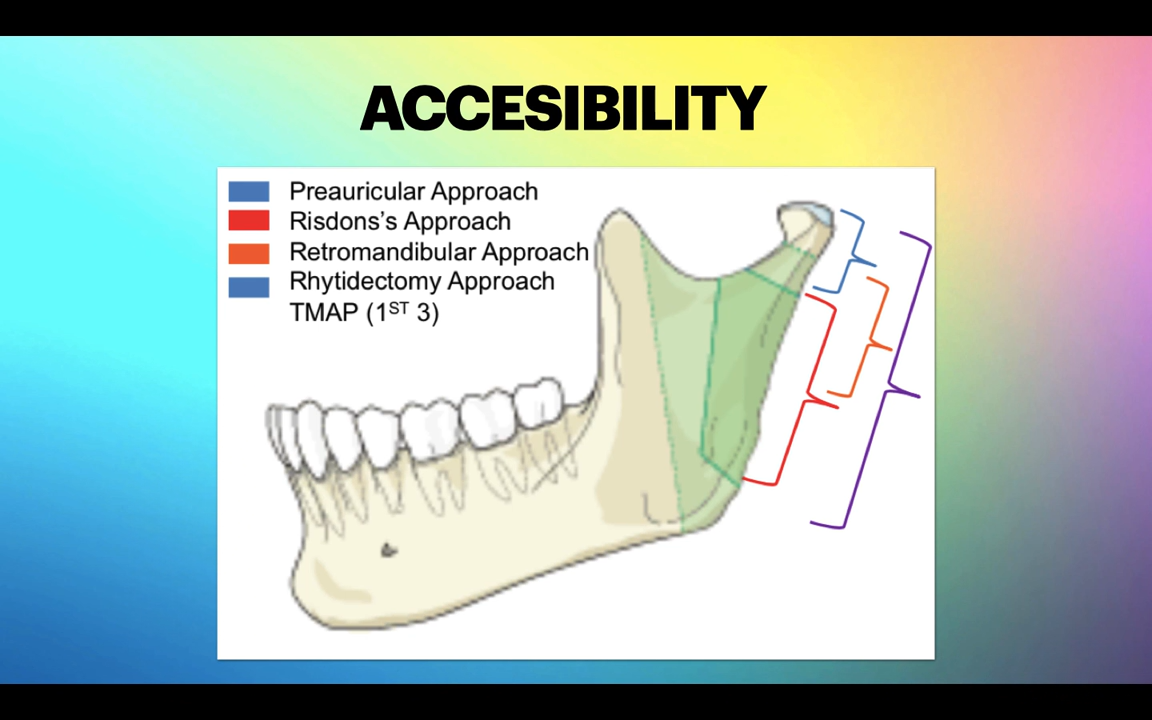 ACCESIBILITY
Preauricular Approach
Risdons’s Approach
Retromandibular Approach
Rhytidectomy Approach
TMAP (1ST 3)